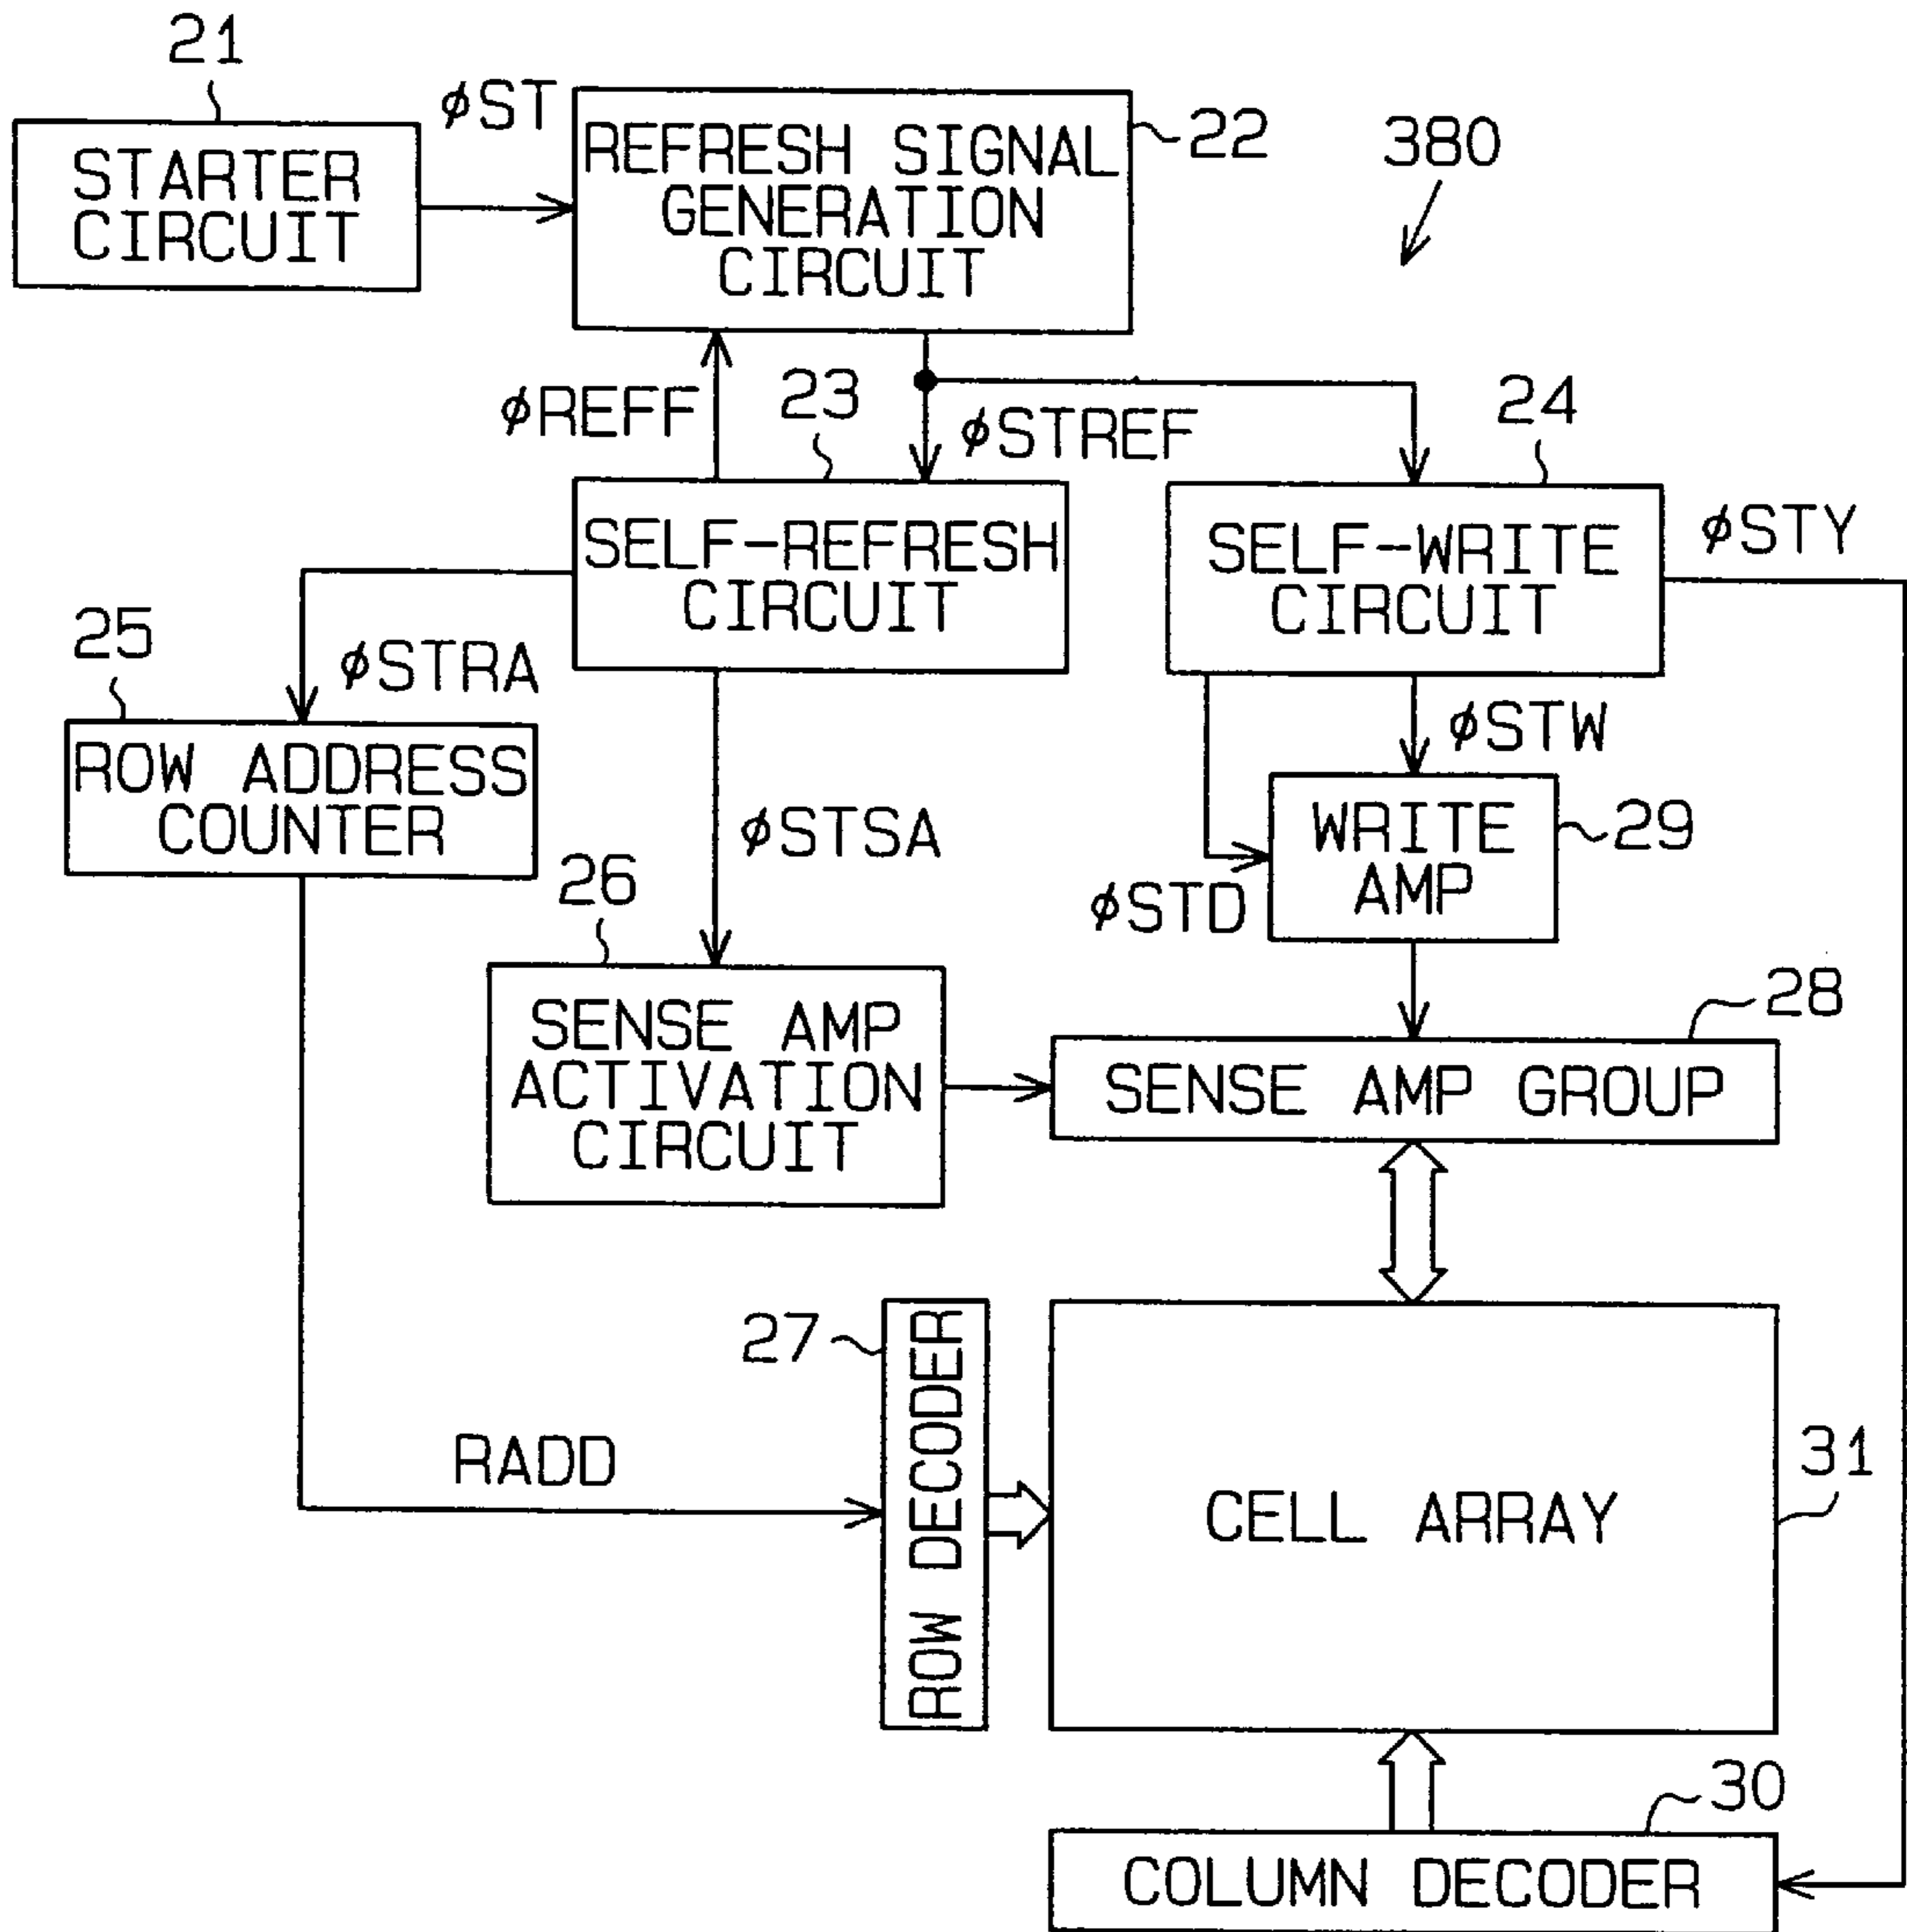 21
STARTER
CIRCUIT
φST
REFRESH SIGNAL
GENERATION
CIRCUIT
22
380
φREFF
23
φSTREF
24
SELF-REFRESH
CIRCUIT
SELF-WRITE
CIRCUIT
φSTY
25
φSTRA
ROW ADDRESS
COUNTER
φSTSA
φSTW
WRITE
AMP
29
φSTD
26
SENSE AMP
ACTIVATION
CIRCUIT
28
SENSE AMP GROUP
27
ROW DECODER
RADD
CELL ARRAY
31
30
COLUMN DECODER